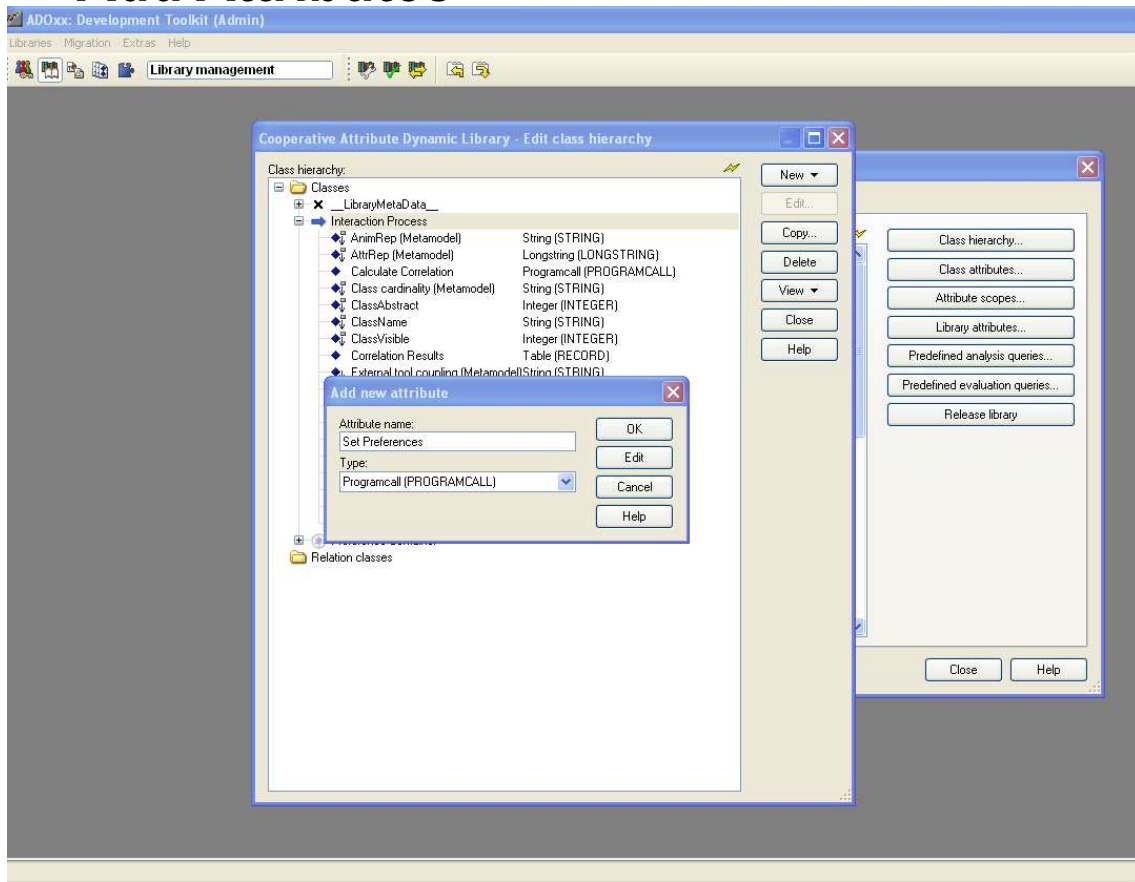 Add Attributes
ADOxx: Development Toolkit (Admin)
Libraries Migration Extras Help
Library management
Cooperative Attribute Dynamic Library - Edit class hierarchy
Class hierarchy:
Classes
__LibraryMetaData__
Interaction Process
AnimRep (Metamodel) String (STRING)
AttrRep (Metamodel) Longstring (LONGSTRING)
Calculate Correlation Programcall (PROGRAMCALL)
Class cardinality (Metamodel) String (STRING)
ClassAbstract Integer (INTEGER)
ClassName String (STRING)
ClassVisible Integer (INTEGER)
Correlation Results Table (RECORD)
External tool coupling (Metamodel) String (STRING)
Relation classes
New
Edit...
Copy...
Delete
View
Close
Help
Add new attribute
Attribute name:
Set Preferences
Type:
Programcall (PROGRAMCALL)
OK
Edit
Cancel
Help
Class hierarchy...
Class attributes...
Attribute scopes...
Library attributes...
Predefined analysis queries...
Predefined evaluation queries...
Release library
Close Help